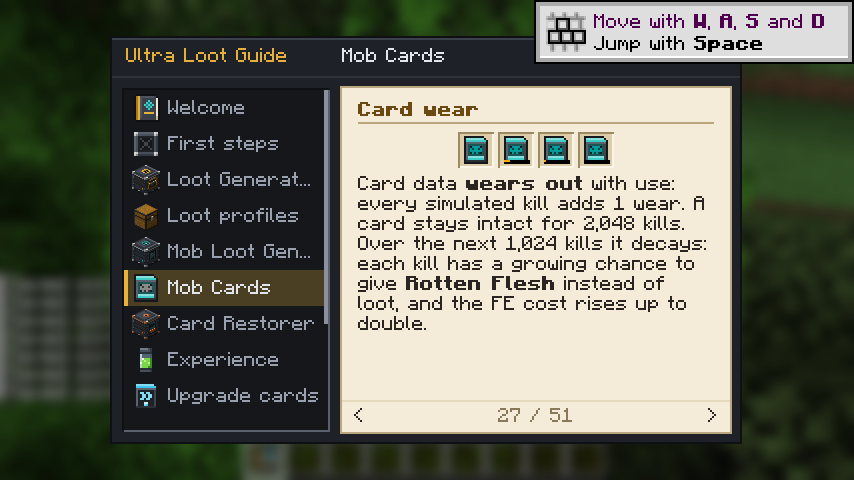 Move with W, A, S and D
Jump with Space
Ultra Loot Guide
Mob Cards
Welcome
First steps
Loot Generat...
Loot profiles
Mob Loot Gen...
Mob Cards
Card Restorer
Experience
Upgrade cards
Card wear
Card data wears out with use:
every simulated kill adds 1 wear. A
card stays intact for 2,048 kills.
Over the next 1,024 kills it decays:
each kill has a growing chance to
give Rotten Flesh instead of
loot, and the FE cost rises up to
double.
< 27 / 51 >